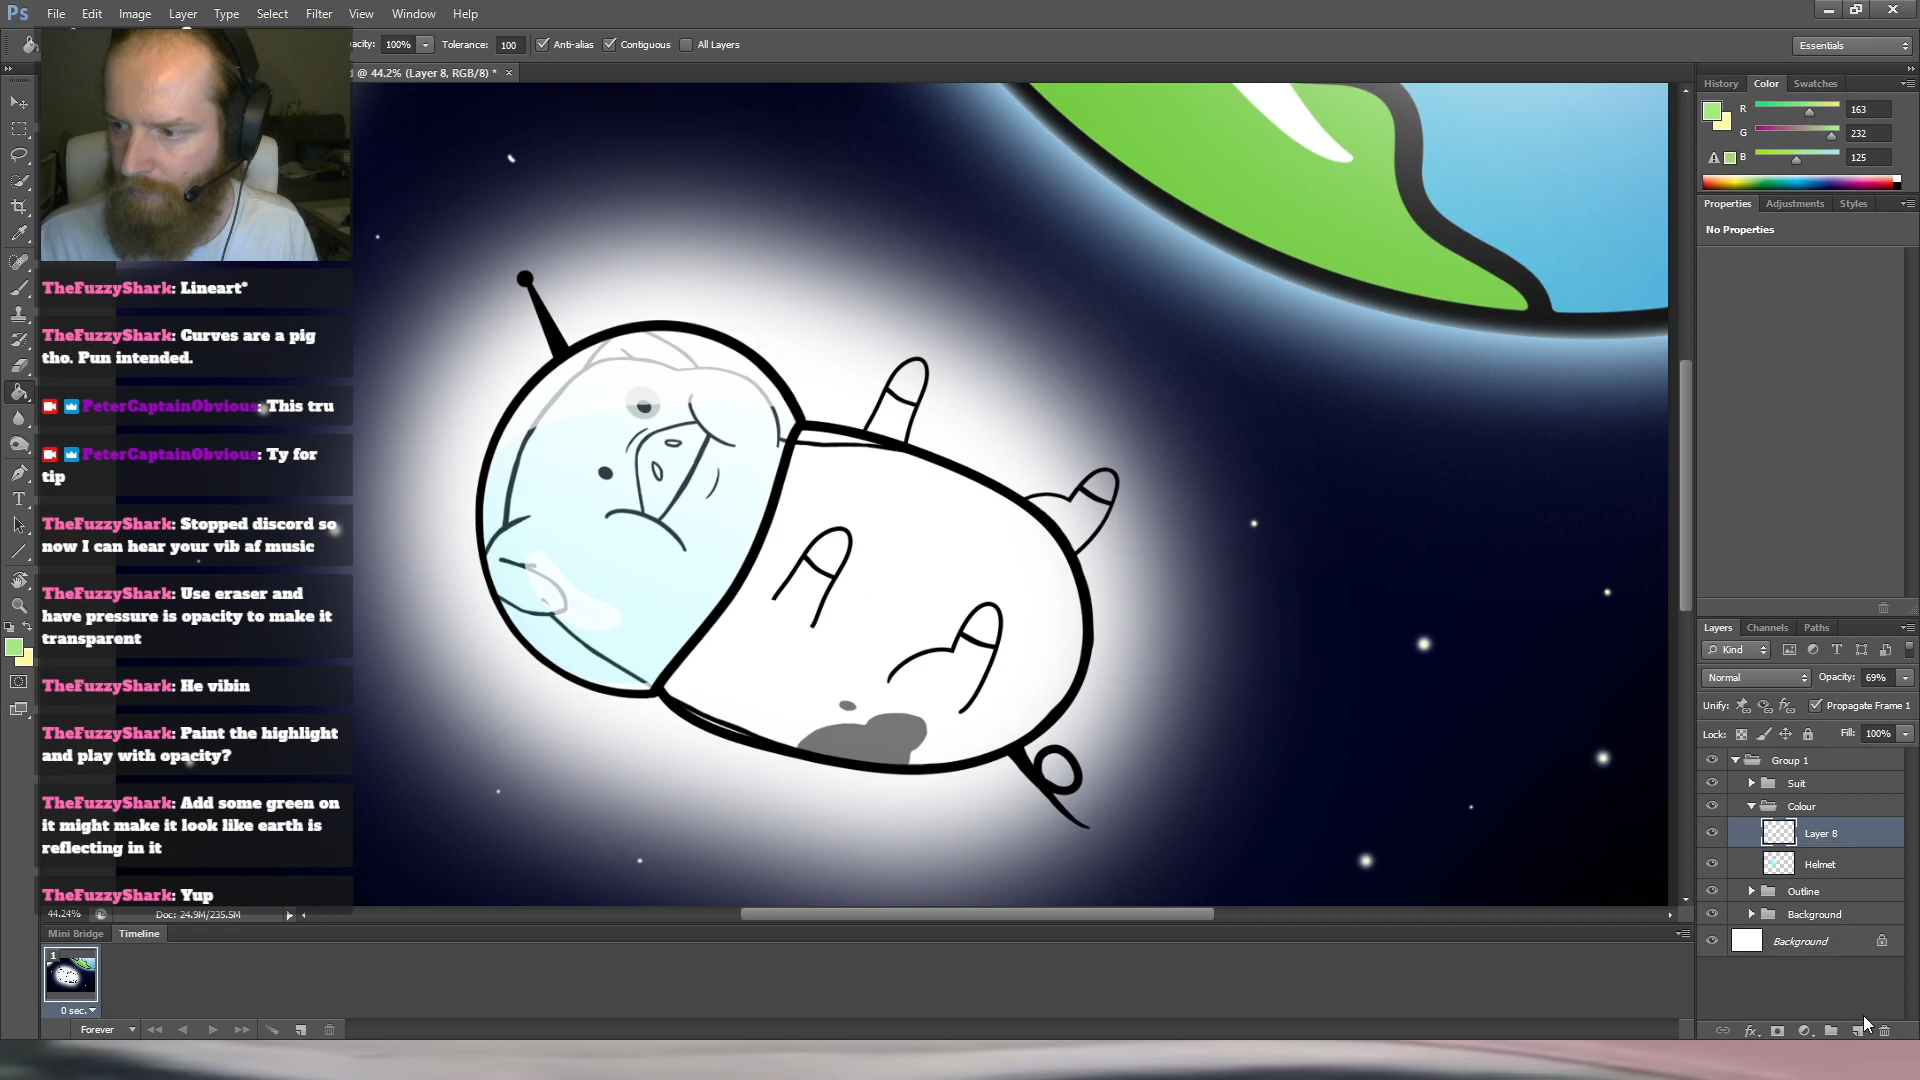 Ps File Edit Image Layer Type Select Filter View Window Help
acity: 100% Tolerance: 100 Anti-alias Contiguous All Layers Essentials
@ 44.2% (Layer 8, RGB/8) * ×
History Color Swatches
R 163
G 232
B 125
Properties Adjustments Styles
No Properties
TheFuzzyShark: Lineart*
TheFuzzyShark: Curves are a pig
tho. Pun intended.
PeterCaptainObvious: This tru
PeterCaptainObvious: Ty for
tip
TheFuzzyShark: Stopped discord so
now I can hear your vib af music
TheFuzzyShark: Use eraser and
have pressure is opacity to make it
transparent
TheFuzzyShark: He vibin
TheFuzzyShark: Paint the highlight
and play with opacity?
TheFuzzyShark: Add some green on
it might make it look like earth is
reflecting in it
TheFuzzyShark: Yup
Layers Channels Paths
Kind
Normal Opacity: 69%
Unify: Propagate Frame 1
Lock: Fill: 100%
Group 1
Suit
Colour
Layer 8
Helmet
Outline
Background
Background
44.24% Doc: 24.9M/235.5M
Mini Bridge Timeline
1
0 sec.
Forever